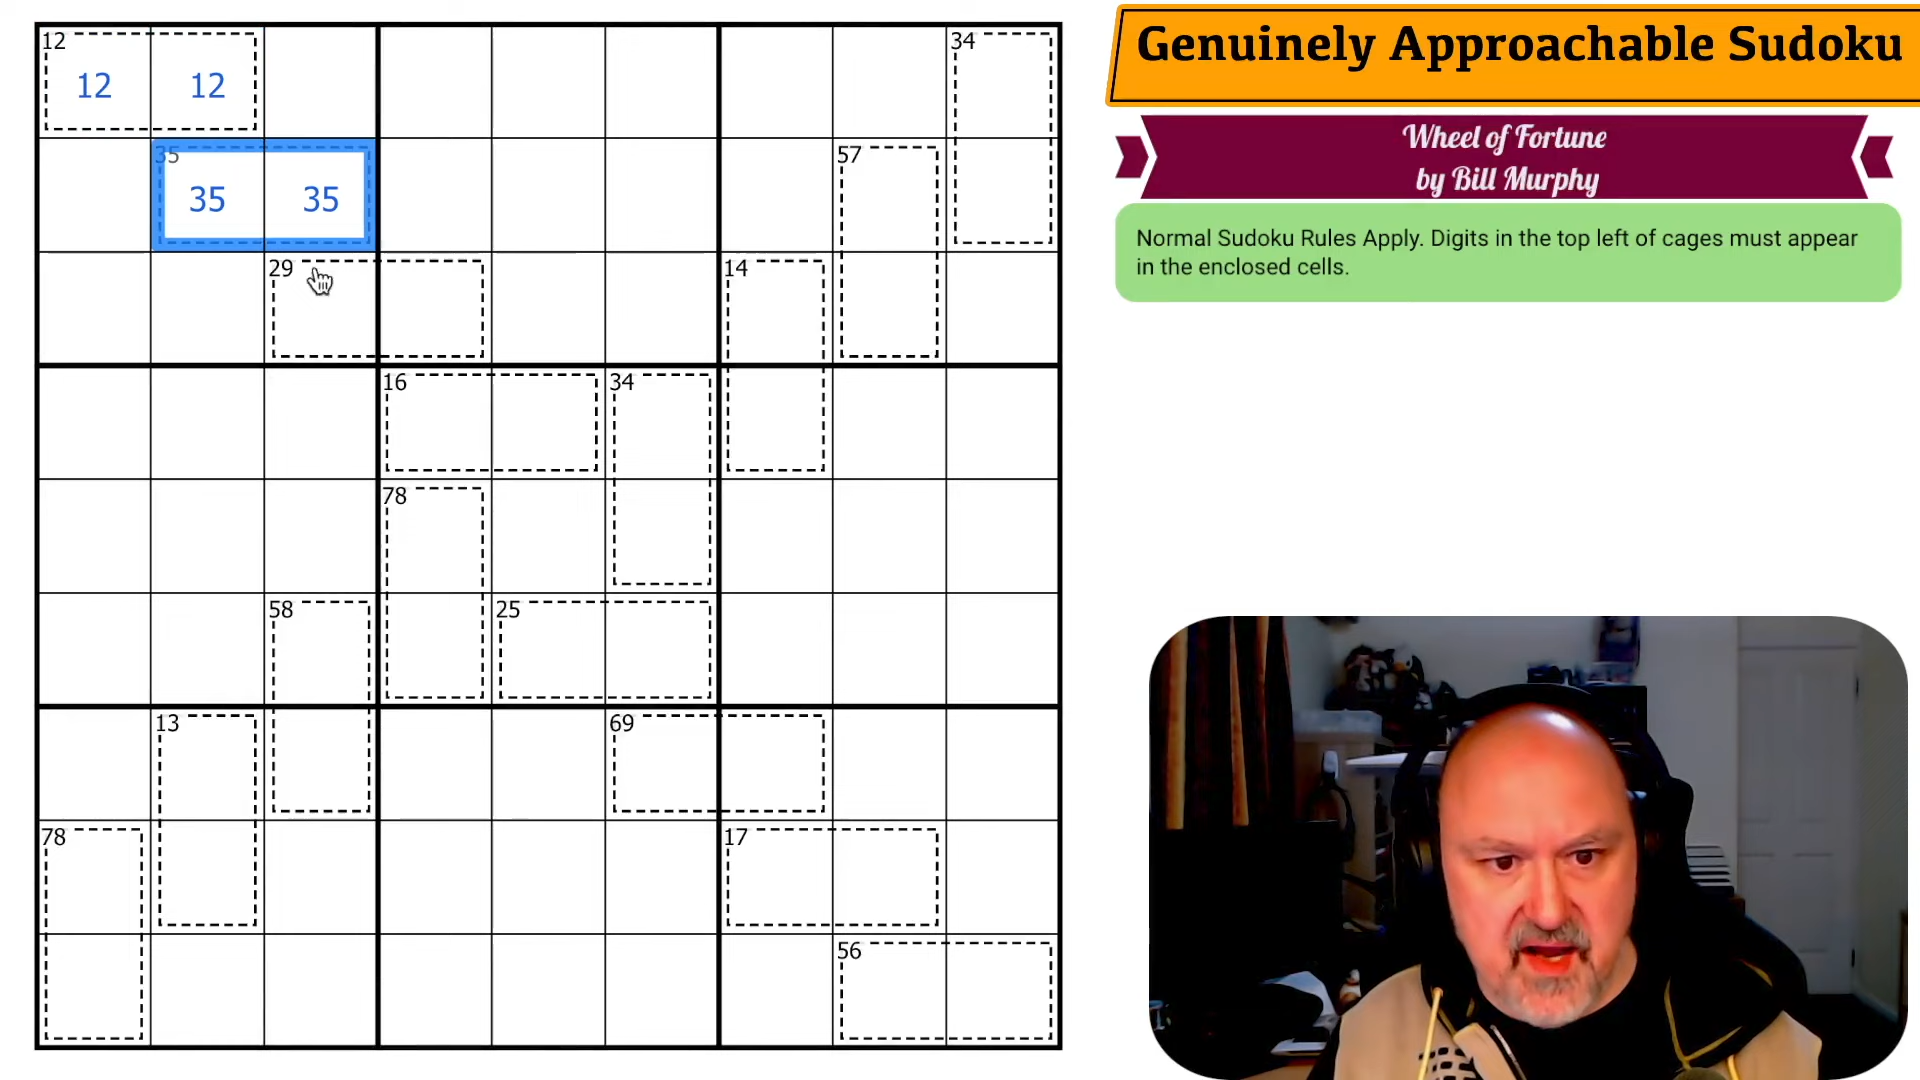 Genuinely Approachable Sudoku
Wheel of Fortune
by Bill Murphy
Normal Sudoku Rules Apply. Digits in the top left of cages must appear
in the enclosed cells.
12 34
12 12
35 57
35 35
29 14
16 34
78
58 25
13 69
78 17
56